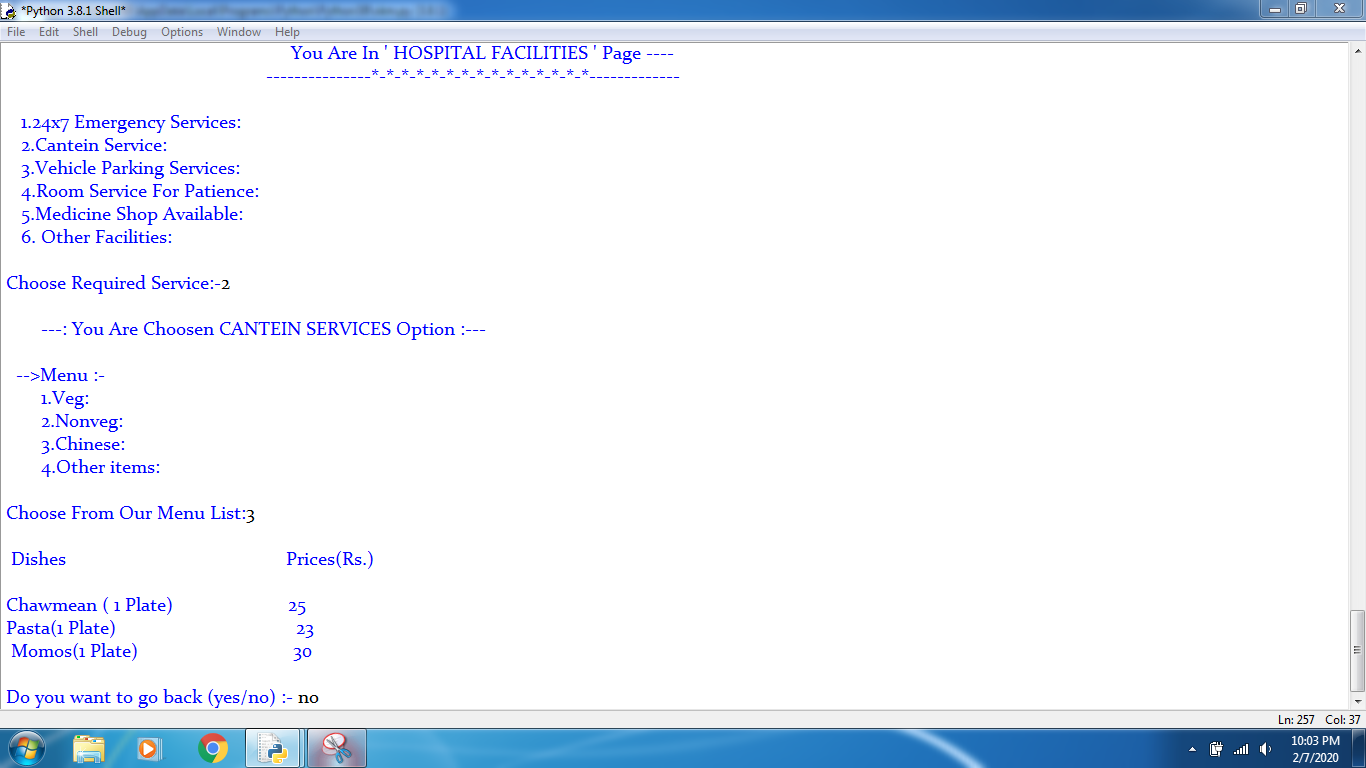 *Python 3.8.1 Shell*
File Edit Shell Debug Options Window Help
You Are In ' HOSPITAL FACILITIES ' Page ----
---------------*-*-*-*-*-*-*-*-*-*-*-*-*-*-*-------------
1.24x7 Emergency Services:
2.Cantein Service:
3.Vehicle Parking Services:
4.Room Service For Patience:
5.Medicine Shop Available:
6. Other Facilities:
Choose Required Service:-2
---: You Are Choosen CANTEIN SERVICES Option :---
-->Menu :-
1.Veg:
2.Nonveg:
3.Chinese:
4.Other items:
Choose From Our Menu List:3
Dishes Prices(Rs.)
Chawmean ( 1 Plate) 25
Pasta(1 Plate) 23
Momos(1 Plate) 30
Do you want to go back (yes/no) :- no
Ln: 257 Col: 37
10:03 PM
2/7/2020